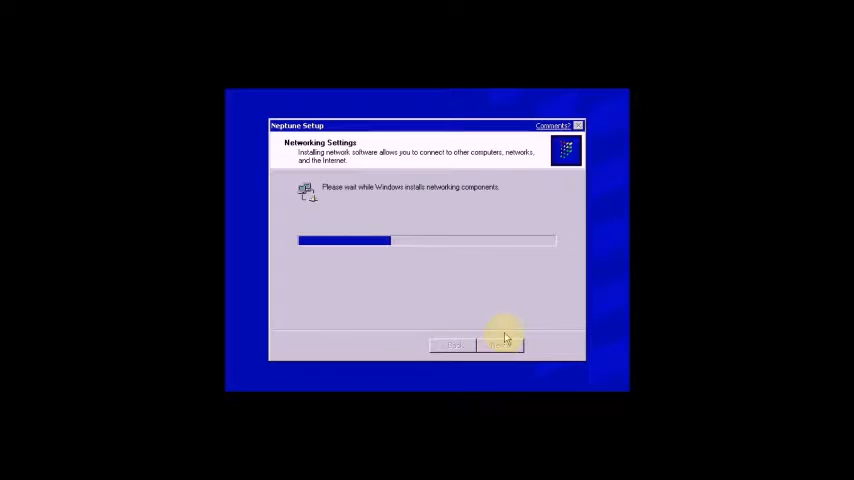 Neptune Setup
Comments?
Networking Settings
Installing network software allows you to connect to other computers, networks,
and the Internet.
Please wait while Windows installs networking components.
Back
Next